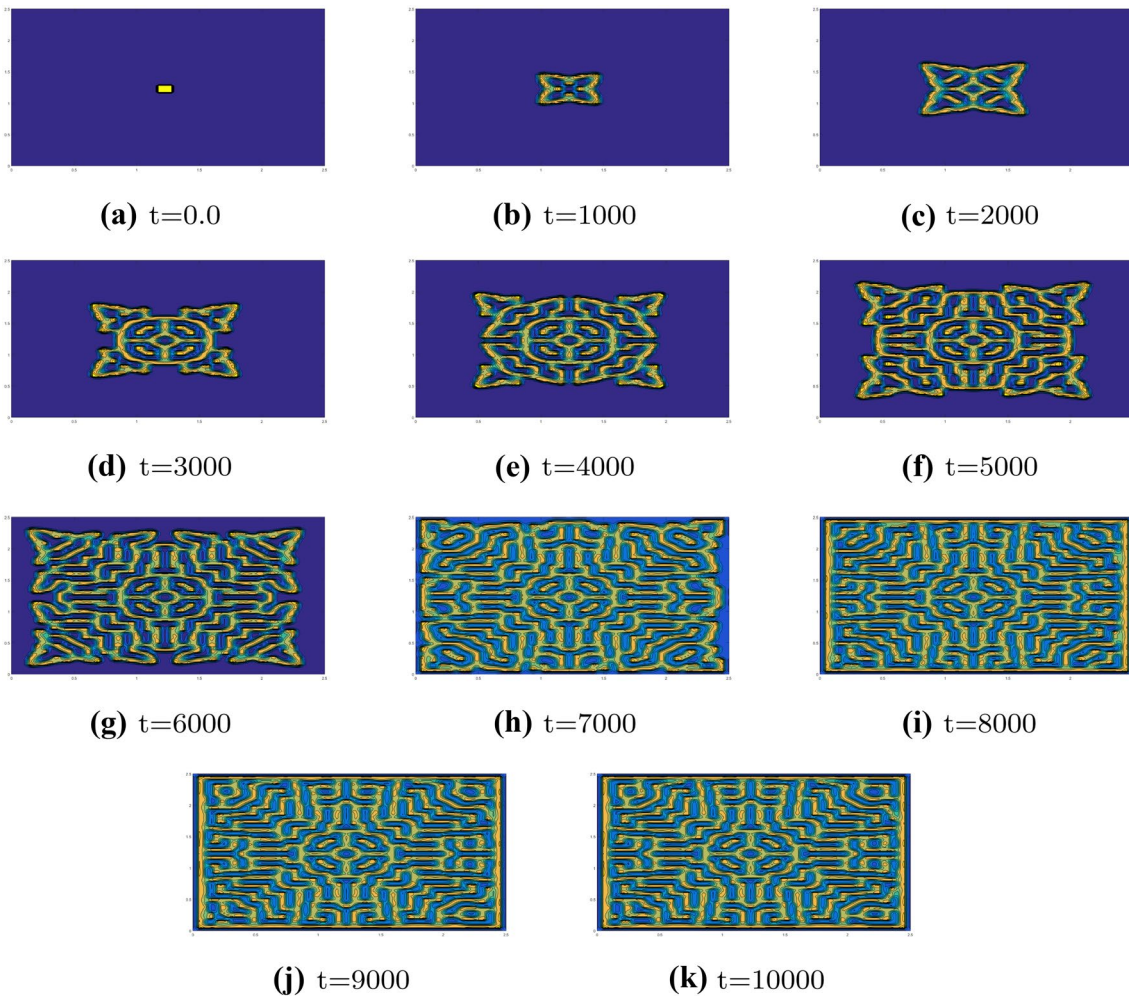 (a) t=0.0
(b) t=1000
(c) t=2000
(d) t=3000
(e) t=4000
(f) t=5000
(g) t=6000
(h) t=7000
(i) t=8000
(j) t=9000
(k) t=10000